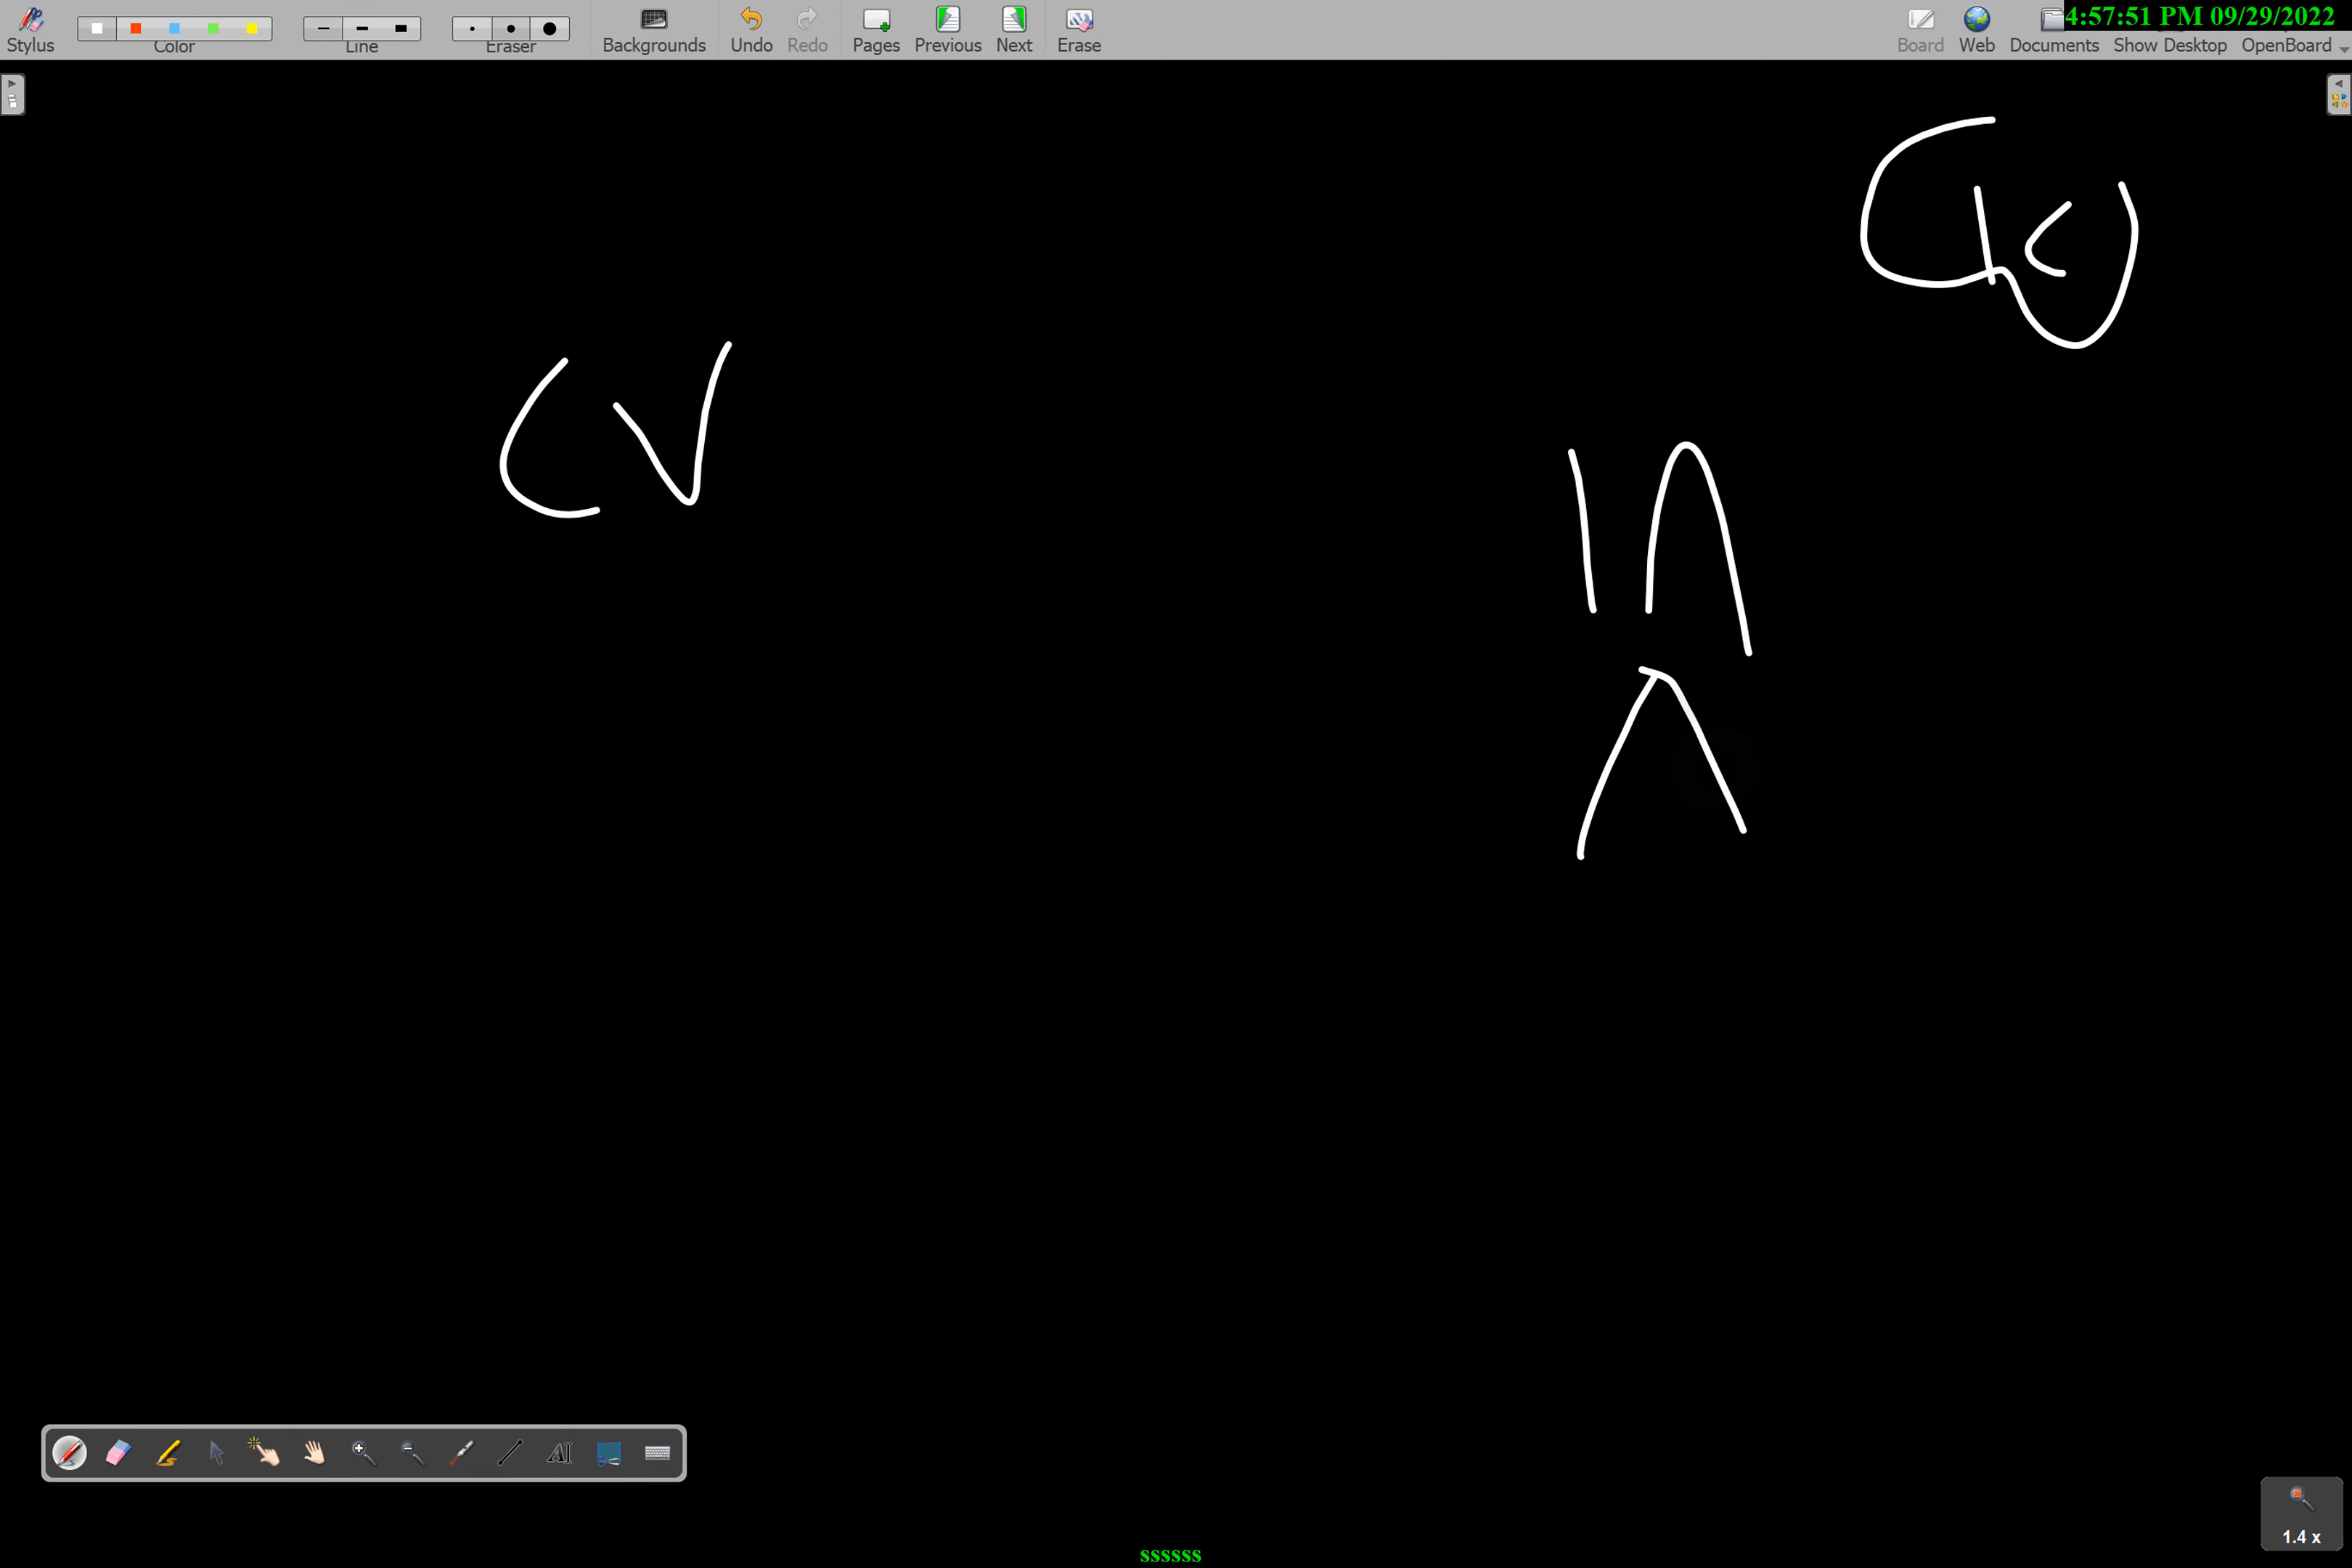 Stylus Color Line Eraser Backgrounds Undo Redo Pages Previous Next Erase Board Web Documents Show Desktop OpenBoard
4:57:51 PM 09/29/2022
CV
1.4 x
ssssss